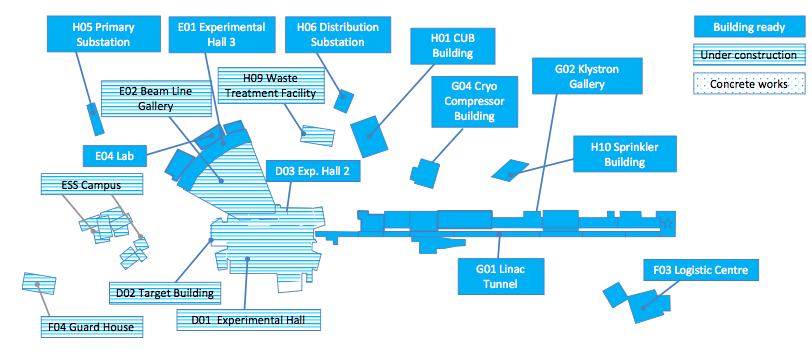 H05 Primary
Substation
E01 Experimental
Hall 3
H06 Distribution
Substation
H01 CUB
Building
Building ready
Under construction
Concrete works
E02 Beam Line
Gallery
H09 Waste
Treatment Facility
G04 Cryo
Compressor
Building
G02 Klystron
Gallery
E04 Lab
D03 Exp. Hall 2
H10 Sprinkler
Building
ESS Campus
D02 Target Building
G01 Linac
Tunnel
F03 Logistic Centre
F04 Guard House
D01 Experimental Hall